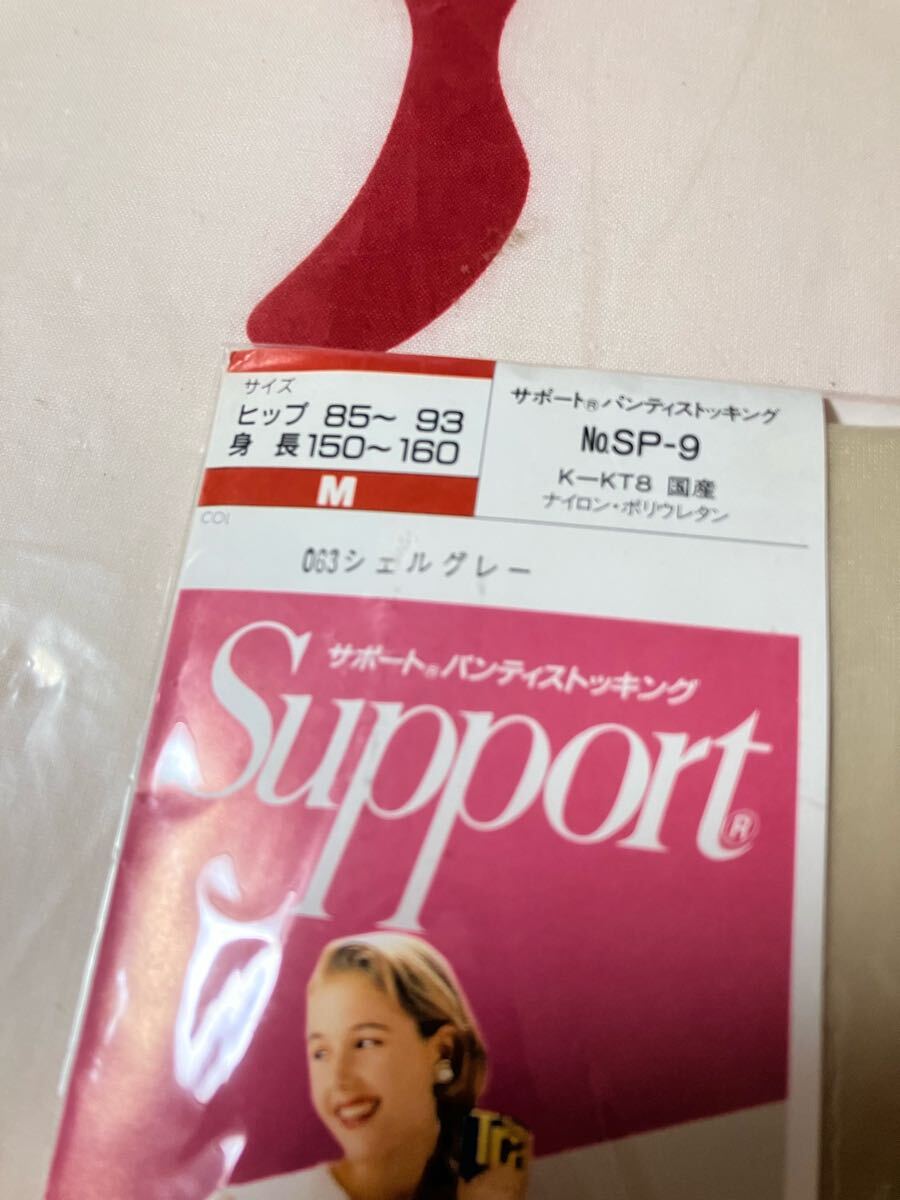 サイズ
ヒップ 85～ 93
身 長150～160
M
サポート®パンティストッキング
No.SP-9
K-KT8 国産
ナイロン・ポリウレタン
COL
063シェルグレー
サポート®パンティストッキング
Support®